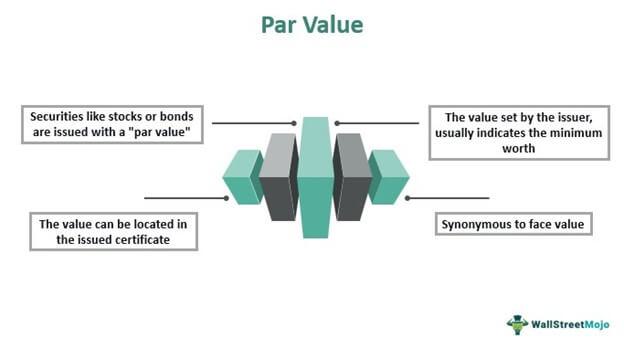 Par Value
Securities like stocks or bonds
are issued with a "par value"
The value set by the issuer,
usually indicates the minimum
worth
The value can be located in
the issued certificate
Synonymous to face value
WallStreetMojo